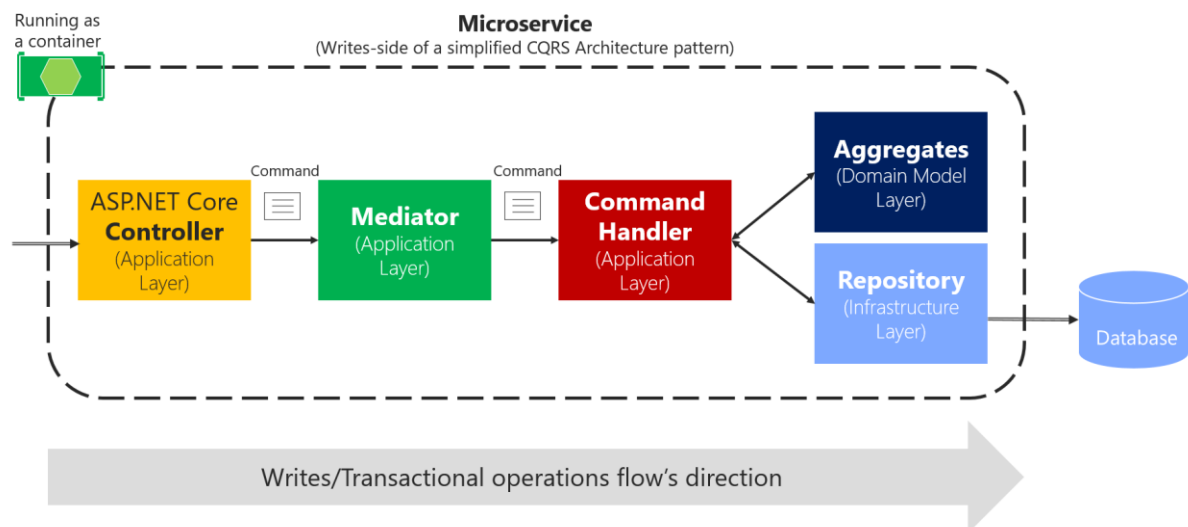 Running as
a container
Microservice
(Writes-side of a simplified CQRS Architecture pattern)
Command
Command
ASP.NET Core
Controller
(Application
Layer)
Mediator
(Application
Layer)
Command
Handler
(Application
Layer)
Aggregates
(Domain Model
Layer)
Repository
(Infrastructure
Layer)
Database
Writes/Transactional operations flow's direction